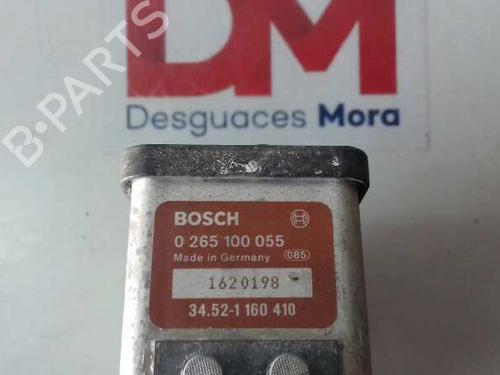 DM
Desguaces Mora
B-PARTS
BOSCH
0 265 100 055
Made in Germany 085
1620198
34.52-1 160 410